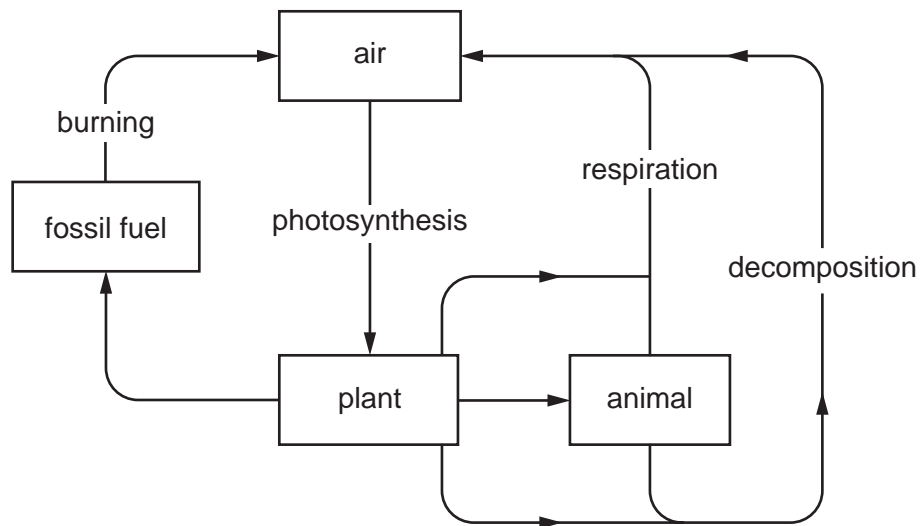 air
burning
respiration
fossil fuel
photosynthesis
decomposition
plant
animal